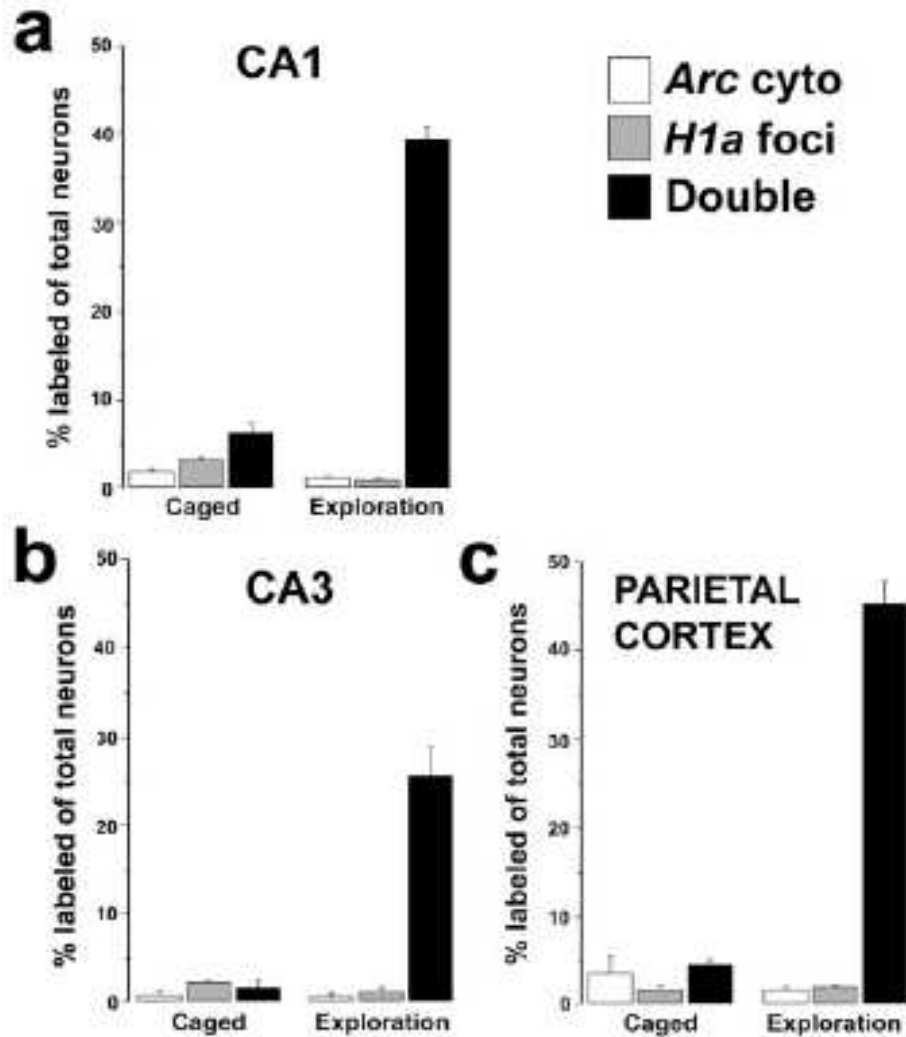 a
CA1
Arc cyto
H1a foci
Double
% labeled of total neurons
50
40
30
20
10
0
Caged
Exploration
b
CA3
% labeled of total neurons
50
40
30
20
10
0
Caged
Exploration
c
PARIETAL
CORTEX
% labeled of total neurons
50
40
30
20
10
0
Caged
Exploration